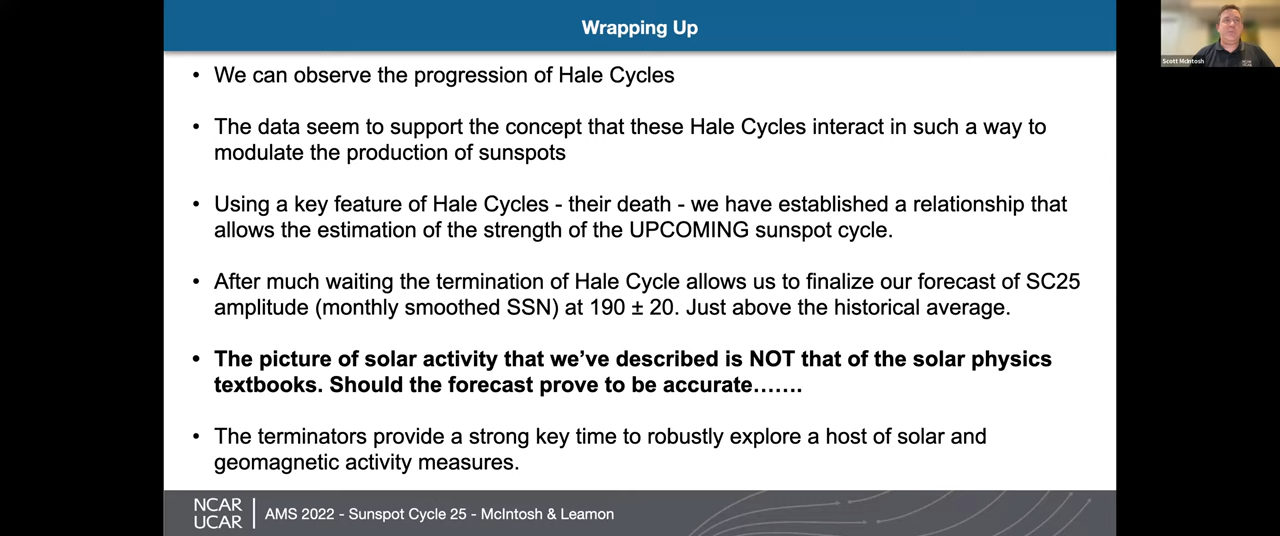 Wrapping Up
• We can observe the progression of Hale Cycles
• The data seem to support the concept that these Hale Cycles interact in such a way to
modulate the production of sunspots
• Using a key feature of Hale Cycles - their death - we have established a relationship that
allows the estimation of the strength of the UPCOMING sunspot cycle.
• After much waiting the termination of Hale Cycle allows us to finalize our forecast of SC25
amplitude (monthly smoothed SSN) at 190 ± 20. Just above the historical average.
• The picture of solar activity that we’ve described is NOT that of the solar physics
textbooks. Should the forecast prove to be accurate…….
• The terminators provide a strong key time to robustly explore a host of solar and
geomagnetic activity measures.
NCAR
UCAR
AMS 2022 - Sunspot Cycle 25 - McIntosh & Leamon
Scott McIntosh
NCAR
UCAR